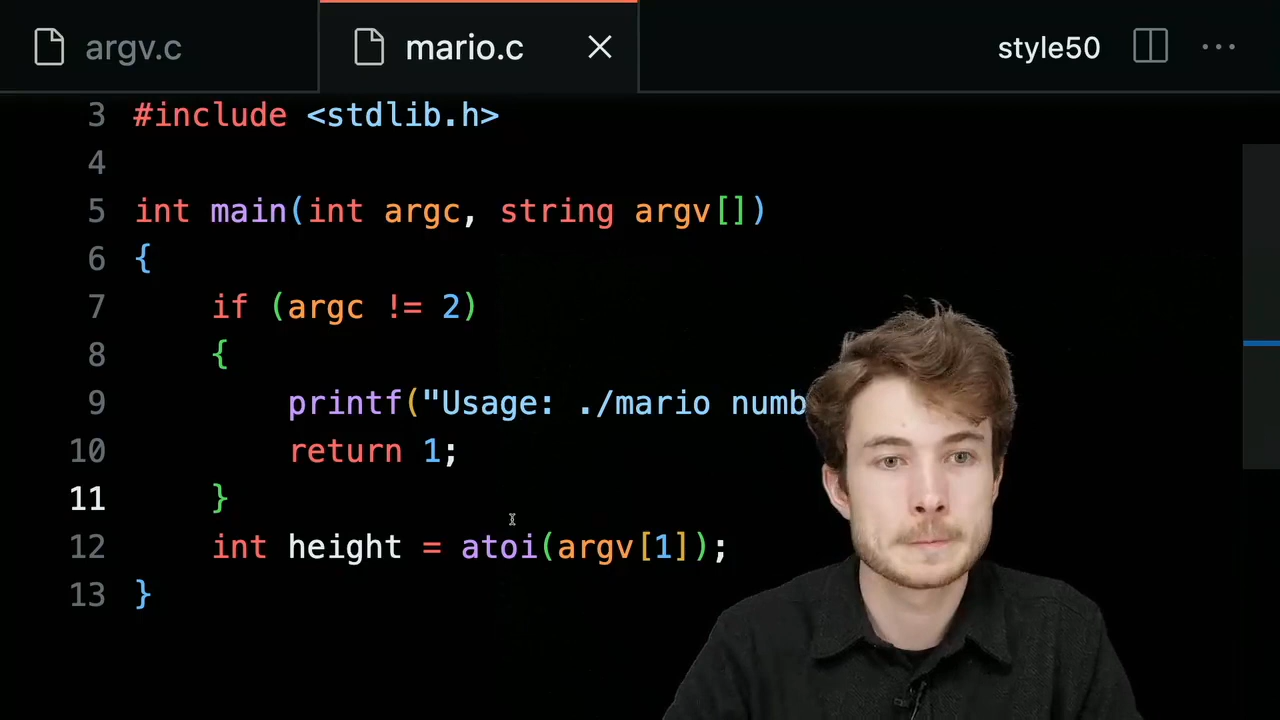 argv.c mario.c style50
3 #include <stdlib.h>
4
5 int main(int argc, string argv[])
6 {
7 if (argc != 2)
8 {
9 printf("Usage: ./mario numb
10 return 1;
11 }
12 int height = atoi(argv[1]);
13 }